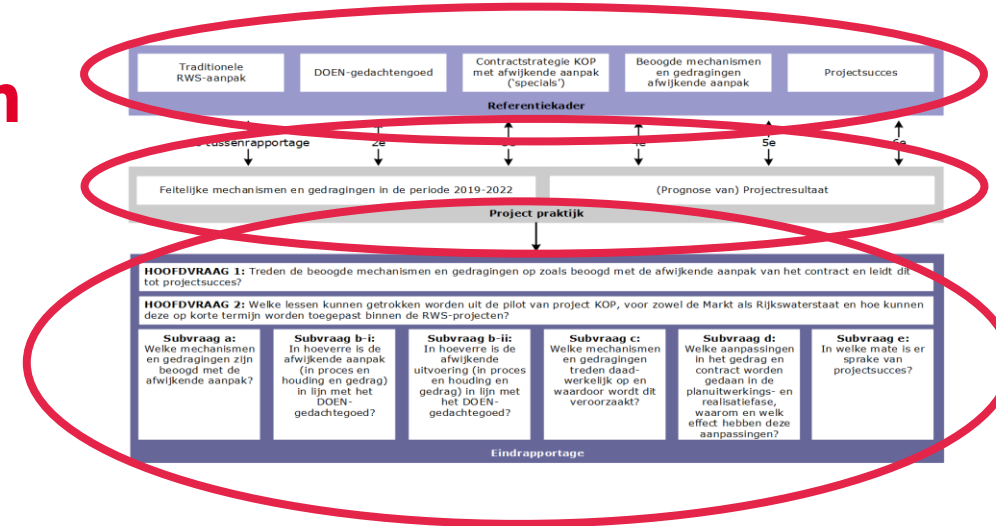 n
Traditionele
RWS-aanpak
DOEN-gedachtengoed
Contractstrategie KOP
met afwijkende aanpak
('specials')
Beoogde mechanismen
en gedragingen
afwijkende aanpak
Projectsucces
Referentiekader
tussenrapportage 2e 3e 4e 5e 6e
Feitelijke mechanismen en gedragingen in de periode 2019-2022
(Prognose van) Projectresultaat
Project praktijk
HOOFDVRAAG 1: Treden de beoogde mechanismen en gedragingen op zoals beoogd met de afwijkende aanpak van het contract en leidt dit
tot projectsucces?
HOOFDVRAAG 2: Welke lessen kunnen getrokken worden uit de pilot van project KOP, voor zowel de Markt als Rijkswaterstaat en hoe kunnen
deze op korte termijn worden toegepast binnen de RWS-projecten?
Subvraag a:
Welke mechanismen
en gedragingen zijn
beoogd met de
afwijkende aanpak?
Subvraag b-i:
In hoeverre is de
afwijkende aanpak
(in proces en
houding en gedrag)
in lijn met het
DOEN-
gedachtegoed?
Subvraag b-ii:
In hoeverre is de
afwijkende
uitvoering (in proces
en houding en
gedrag) in lijn met
het DOEN-
gedachtegoed?
Subvraag c:
Welke mechanismen
en gedragingen
treden daad-
werkelijk op en
waardoor wordt dit
veroorzaakt?
Subvraag d:
Welke aanpassingen
in het gedrag en
contract worden
gedaan in de
planuitwerkings- en
realisatiefase,
waarom en welk
effect hebben deze
aanpassingen?
Subvraag e:
In welke mate is er
sprake van
projectsucces?
Eindrapportage